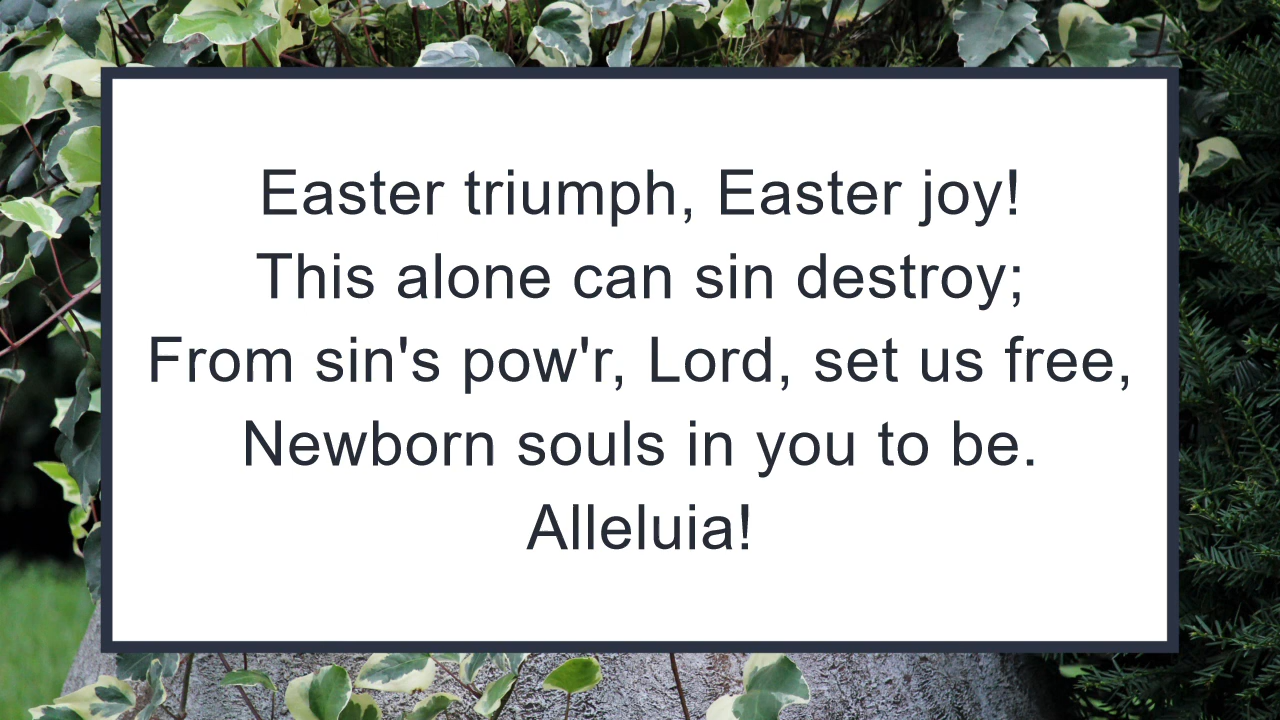 Easter triumph, Easter joy!
This alone can sin destroy;
From sin's pow'r, Lord, set us free,
Newborn souls in you to be.
Alleluia!